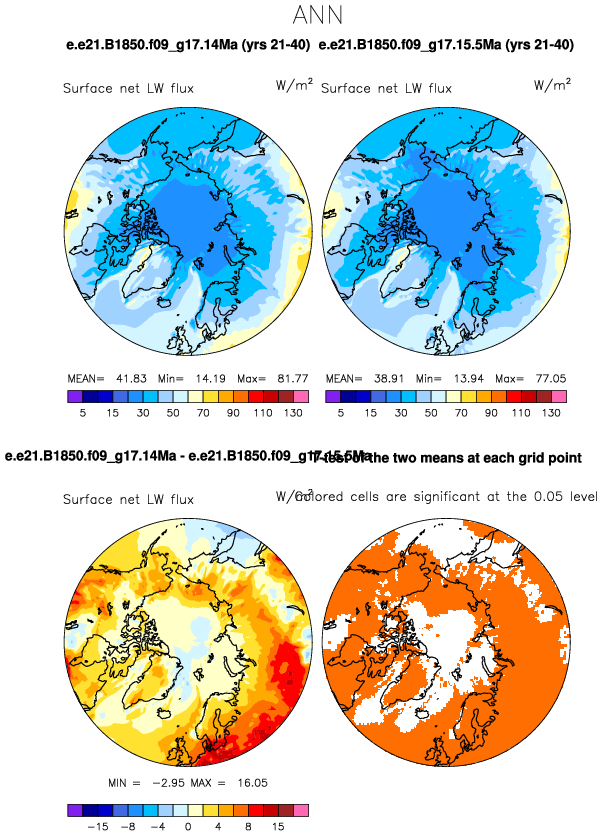 ANN
e.e21.B1850.f09_g17.14Ma (yrs 21-40) e.e21.B1850.f09_g17.15.5Ma (yrs 21-40)
Surface net LW flux W/m² Surface net LW flux W/m²
MEAN= 41.83 Min= 14.19 Max= 81.77 MEAN= 38.91 Min= 13.94 Max= 77.05
5 15 30 50 70 90 110 130 5 15 30 50 70 90 110 130
e.e21.B1850.f09_g17.14Ma - e.e21.B1850.f09_g17.15.5Ma T-test of the two means at each grid point
Surface net LW flux W/m² Colored cells are significant at the 0.05 level
MIN = -2.95 MAX = 16.05
-15 -8 -4 0 4 8 15